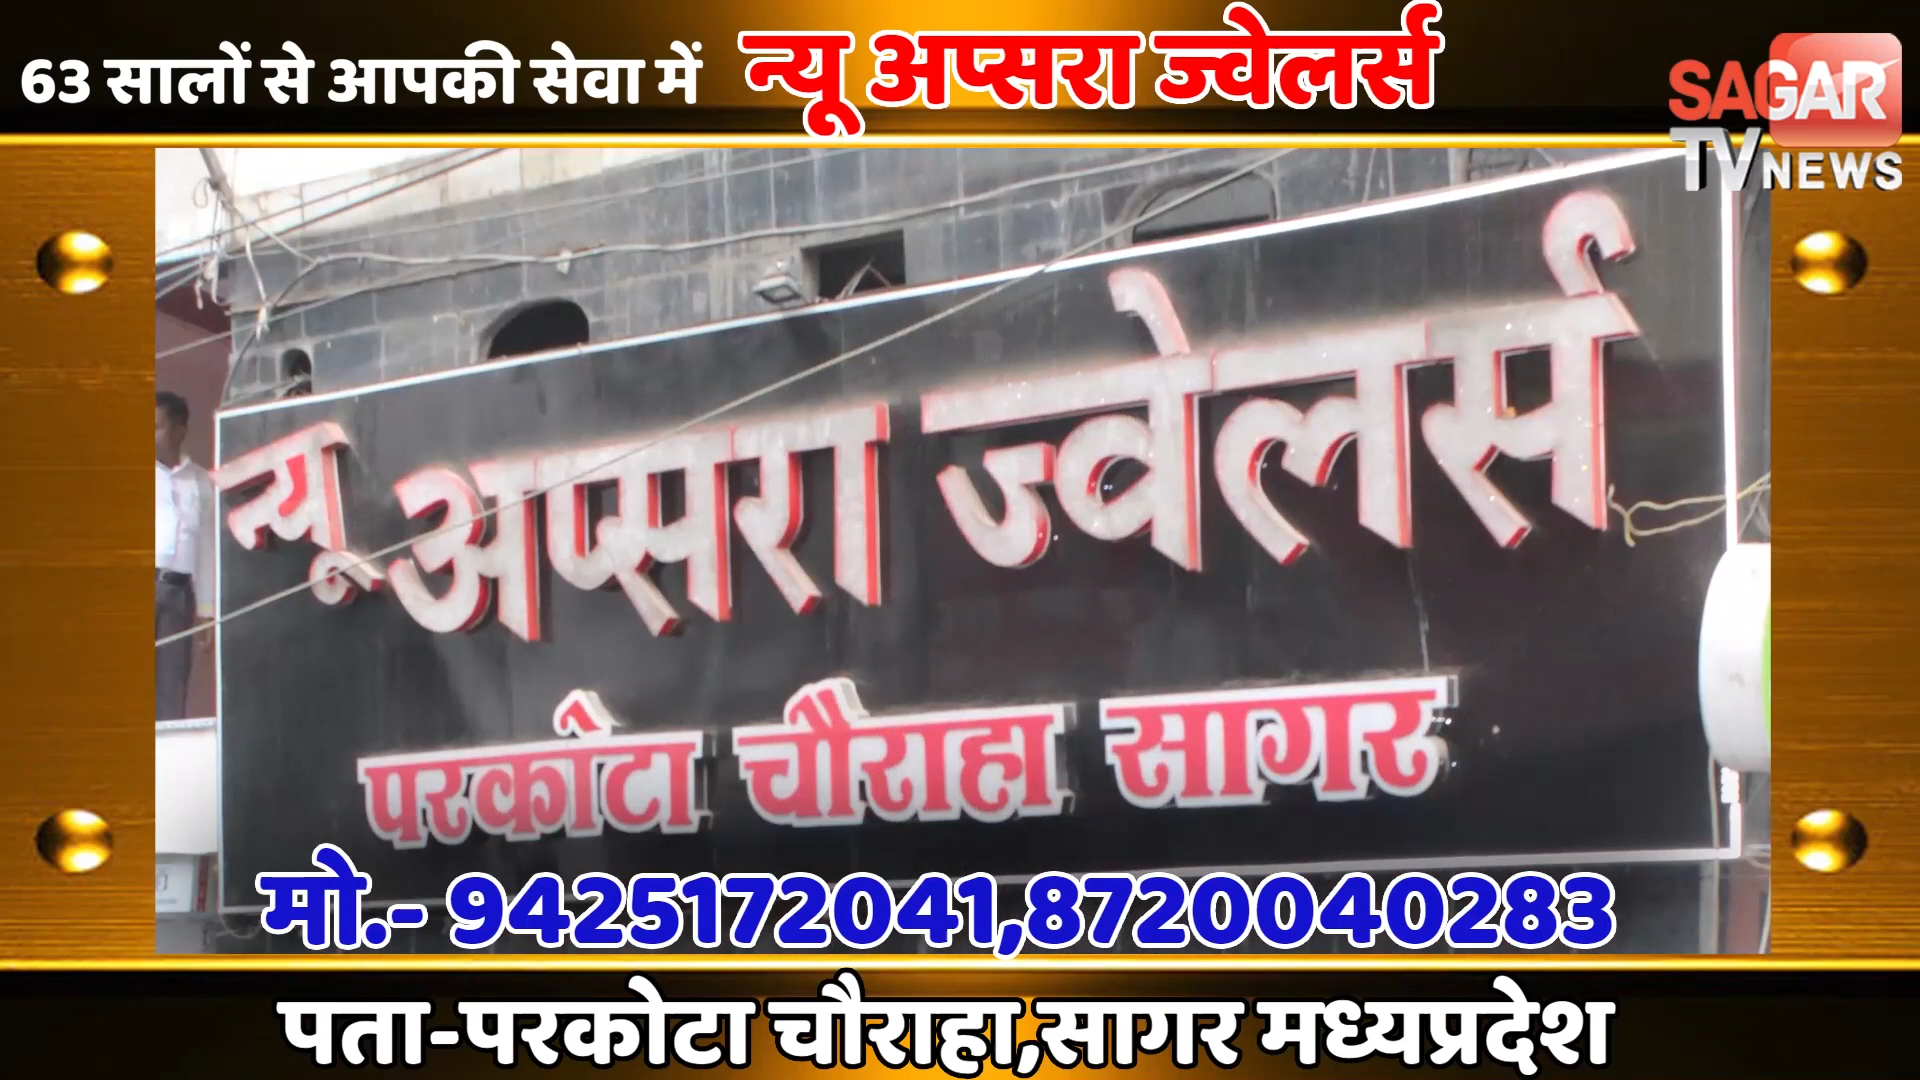 63 सालों से आपकी सेवा में न्यू अप्सरा ज्वेलर्स
SAGAR
TV NEWS
न्यू अप्सरा ज्वेलर्स
परकोटा चौराहा सागर
मो.- 9425172041,8720040283
पता-परकोटा चौराहा,सागर मध्यप्रदेश